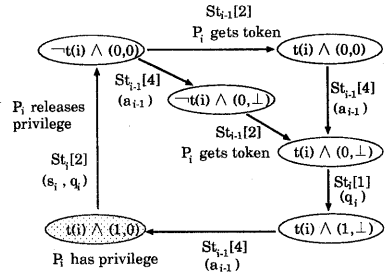 St_{i-1}[2]
P_i gets token
¬t(i) ∧ (0,0)
t(i) ∧ (0,0)
St_{i-1}[4]
(a_{i-1})
¬t(i) ∧ (0,⊥)
St_{i-1}[4]
(a_{i-1})
P_i releases
privilege
St_{i-1}[2]
P_i gets token
t(i) ∧ (0,⊥)
St_i[2]
(s_i , q_i)
St_i[1]
(q_i)
t(i) ∧ (1,0)
t(i) ∧ (1,⊥)
P_i has privilege
St_{i-1}[4]
(a_{i-1})